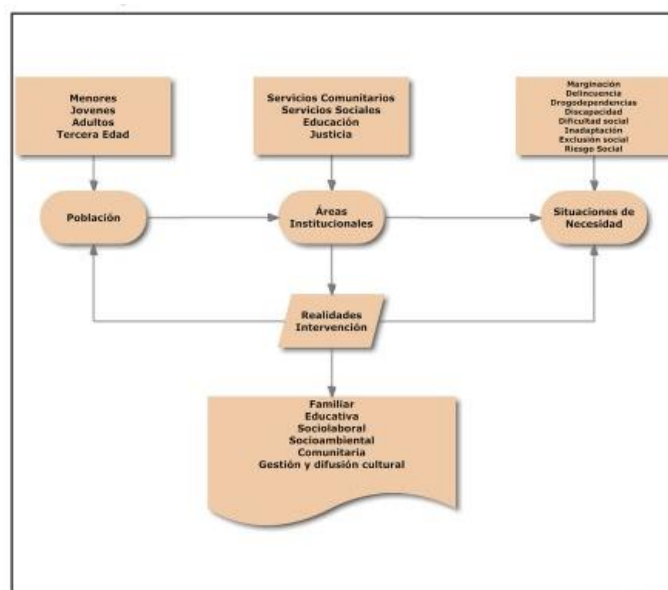 Menores
Jovenes
Adultos
Tercera Edad
Servicios Comunitarios
Servicios Sociales
Educación
Justicia
Marginación
Delincuencia
Drogodependencias
Discapacidad
Dificultad social
Inadaptación
Exclusión social
Riesgo Social
Población
Áreas
Institucionales
Situaciones de
Necesidad
Realidades
Intervención
Familiar
Educativa
Sociolaboral
Socioambiental
Comunitaria
Gestión y difusión cultural